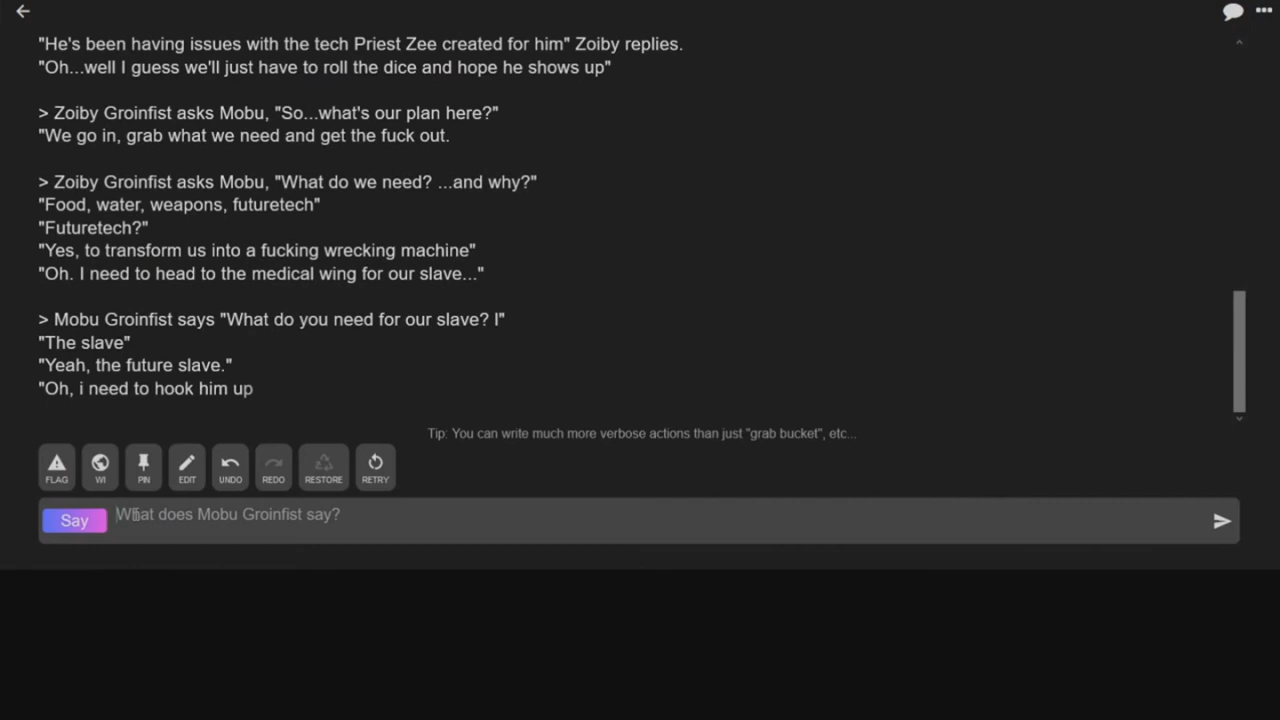 "He's been having issues with the tech Priest Zee created for him" Zoiby replies.
"Oh...well I guess we'll just have to roll the dice and hope he shows up"
> Zoiby Groinfist asks Mobu, "So...what's our plan here?"
"We go in, grab what we need and get the fuck out.
> Zoiby Groinfist asks Mobu, "What do we need? ...and why?"
"Food, water, weapons, futuretech"
"Futuretech?"
"Yes, to transform us into a fucking wrecking machine"
"Oh. I need to head to the medical wing for our slave..."
> Mobu Groinfist says "What do you need for our slave? I"
"The slave"
"Yeah, the future slave."
"Oh, i need to hook him up
Tip: You can write much more verbose actions than just "grab bucket", etc...
FLAG WI PIN EDIT UNDO REDO RESTORE RETRY
Say What does Mobu Groinfist say?